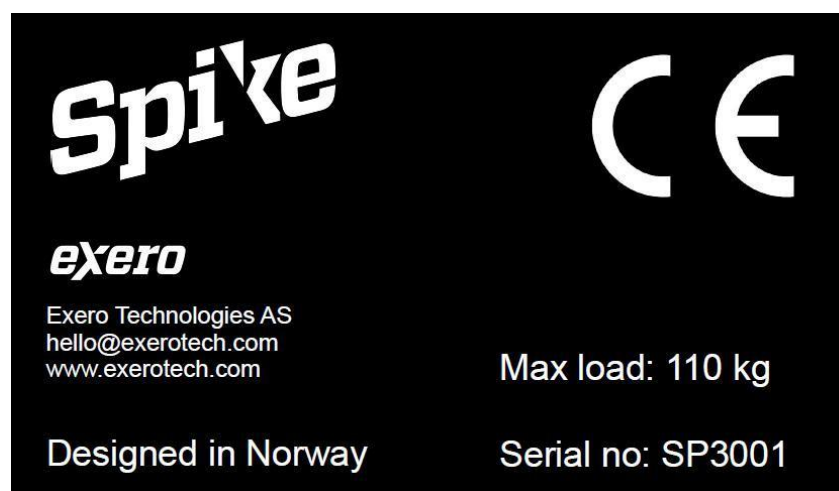 Spike
CE
exero
Exero Technologies AS
hello@exerotech.com
www.exerotech.com
Max load: 110 kg
Designed in Norway
Serial no: SP3001